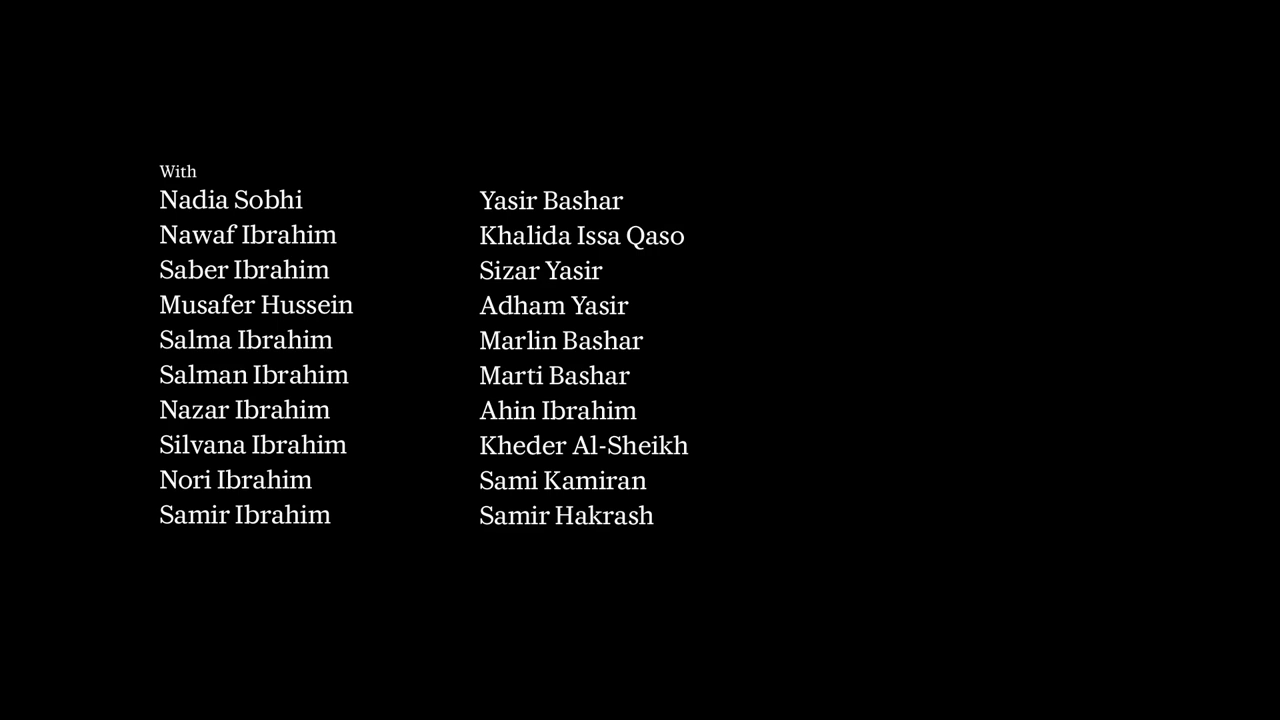 With
Nadia Sobhi
Nawaf Ibrahim
Saber Ibrahim
Musafer Hussein
Salma Ibrahim
Salman Ibrahim
Nazar Ibrahim
Silvana Ibrahim
Nori Ibrahim
Samir Ibrahim
Yasir Bashar
Khalida Issa Qaso
Sizar Yasir
Adham Yasir
Marlin Bashar
Marti Bashar
Ahin Ibrahim
Kheder Al-Sheikh
Sami Kamiran
Samir Hakrash